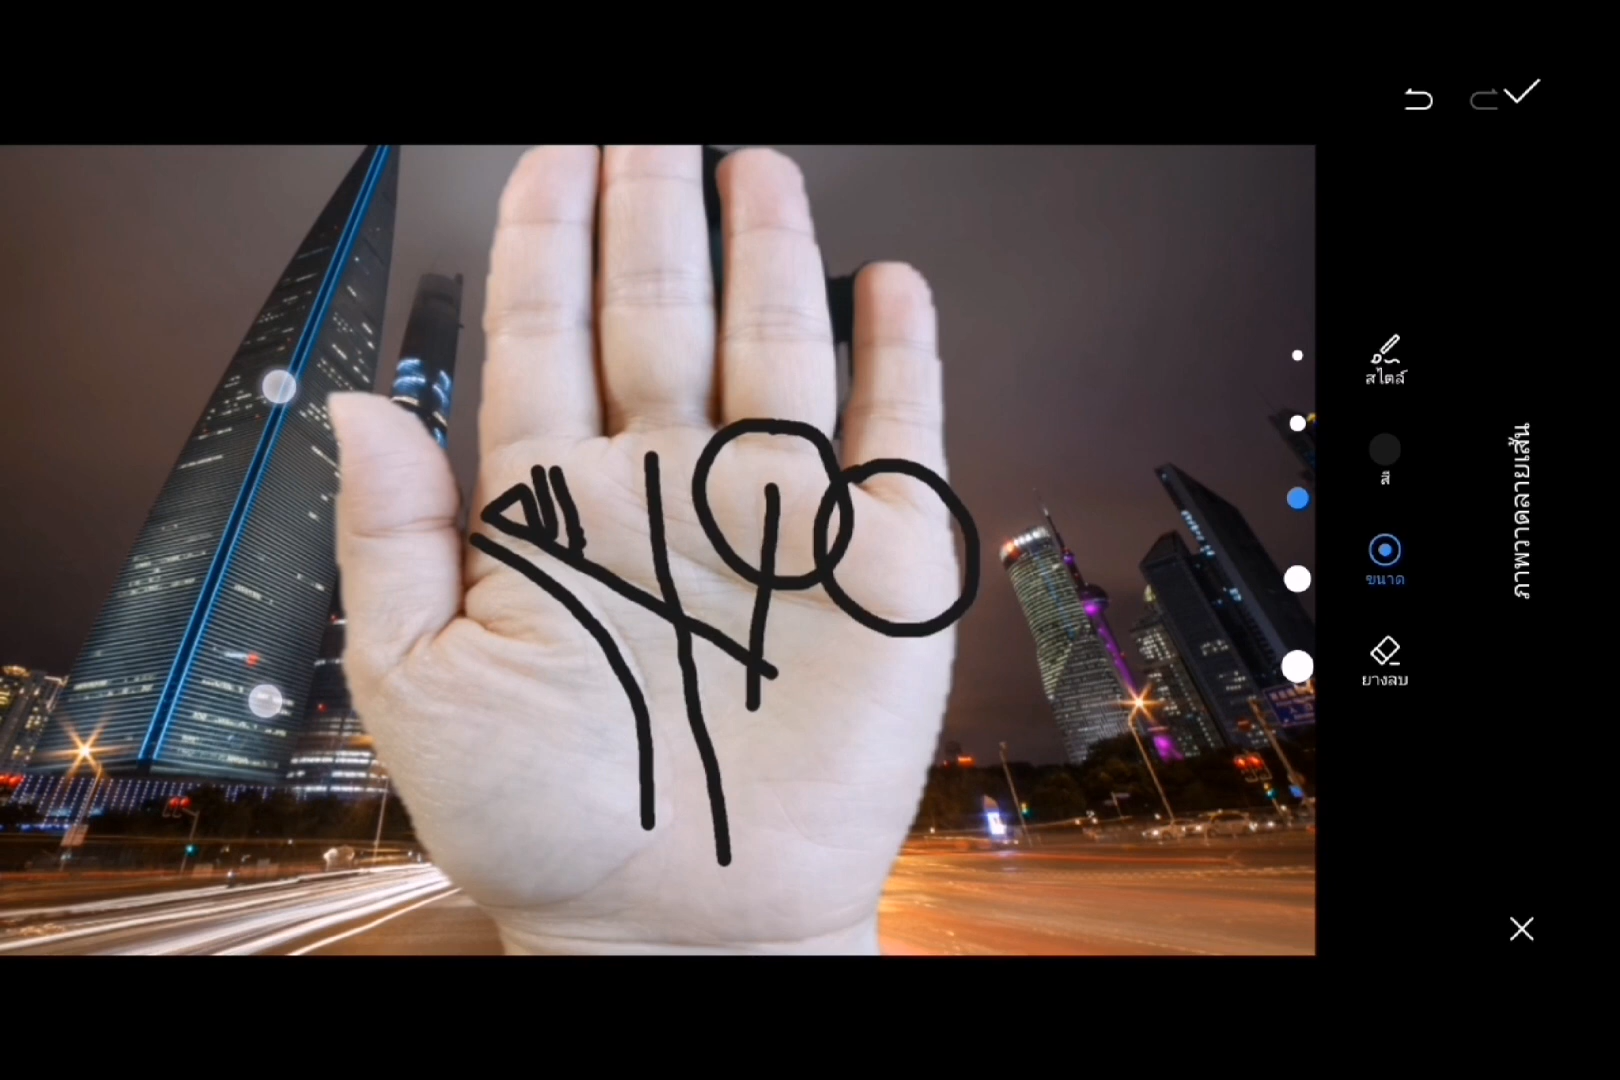 สไตล์
สี
ขนาด
ยางลบ
ภาพวาดลายเส้น